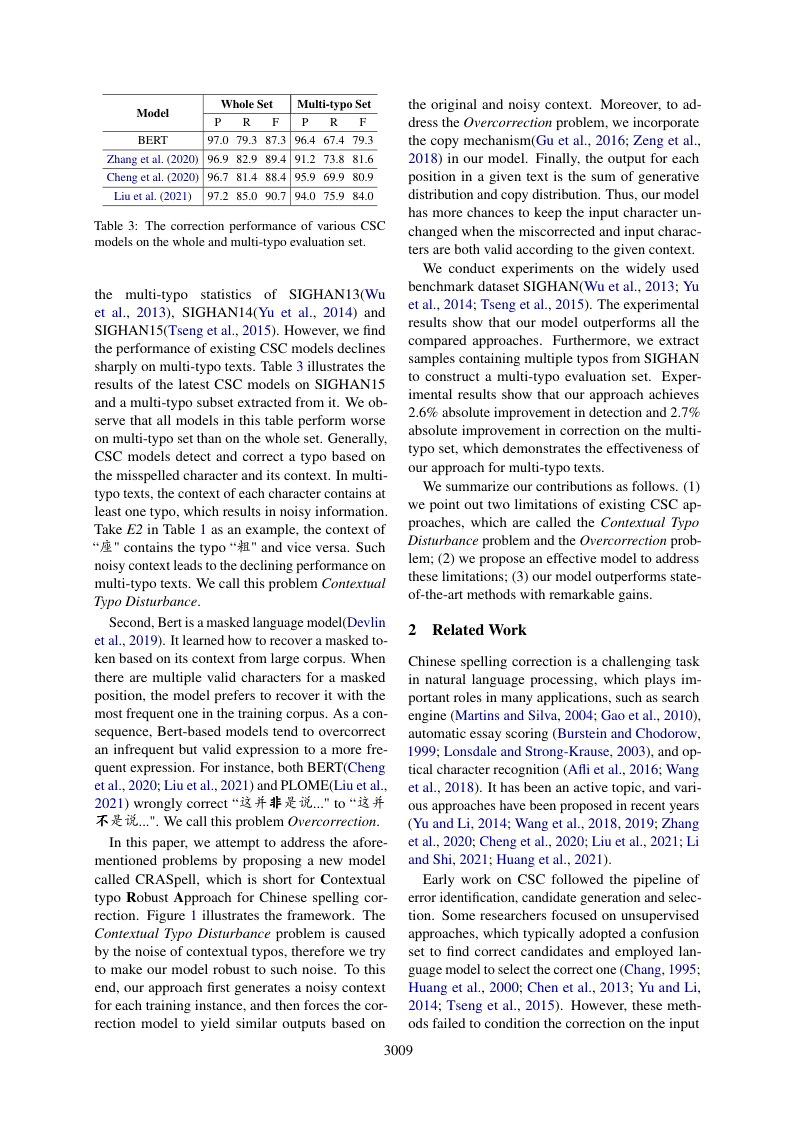 Model Whole Set Multi-typo Set
P R F P R F
BERT 97.0 79.3 87.3 96.4 67.4 79.3
Zhang et al. (2020) 96.9 82.9 89.4 91.2 73.8 81.6
Cheng et al. (2020) 96.7 81.4 88.4 95.9 69.9 80.9
Liu et al. (2021) 97.2 85.0 90.7 94.0 75.9 84.0
Table 3: The correction performance of various CSC
models on the whole and multi-typo evaluation set.
the multi-typo statistics of SIGHAN13(Wu
et al., 2013), SIGHAN14(Yu et al., 2014) and
SIGHAN15(Tseng et al., 2015). However, we find
the performance of existing CSC models declines
sharply on multi-typo texts. Table 3 illustrates the
results of the latest CSC models on SIGHAN15
and a multi-typo subset extracted from it. We ob-
serve that all models in this table perform worse
on multi-typo set than on the whole set. Generally,
CSC models detect and correct a typo based on
the misspelled character and its context. In multi-
typo texts, the context of each character contains at
least one typo, which results in noisy information.
Take E2 in Table 1 as an example, the context of
“座" contains the typo “粗" and vice versa. Such
noisy context leads to the declining performance on
multi-typo texts. We call this problem Contextual
Typo Disturbance.
Second, Bert is a masked language model(Devlin
et al., 2019). It learned how to recover a masked to-
ken based on its context from large corpus. When
there are multiple valid characters for a masked
position, the model prefers to recover it with the
most frequent one in the training corpus. As a con-
sequence, Bert-based models tend to overcorrect
an infrequent but valid expression to a more fre-
quent expression. For instance, both BERT(Cheng
et al., 2020; Liu et al., 2021) and PLOME(Liu et al.,
2021) wrongly correct “这并非是说..." to “这并
不是说...". We call this problem Overcorrection.
In this paper, we attempt to address the afore-
mentioned problems by proposing a new model
called CRASpell, which is short for Contextual
typo Robust Approach for Chinese spelling cor-
rection. Figure 1 illustrates the framework. The
Contextual Typo Disturbance problem is caused
by the noise of contextual typos, therefore we try
to make our model robust to such noise. To this
end, our approach first generates a noisy context
for each training instance, and then forces the cor-
rection model to yield similar outputs based on
the original and noisy context. Moreover, to ad-
dress the Overcorrection problem, we incorporate
the copy mechanism(Gu et al., 2016; Zeng et al.,
2018) in our model. Finally, the output for each
position in a given text is the sum of generative
distribution and copy distribution. Thus, our model
has more chances to keep the input character un-
changed when the miscorrected and input charac-
ters are both valid according to the given context.
We conduct experiments on the widely used
benchmark dataset SIGHAN(Wu et al., 2013; Yu
et al., 2014; Tseng et al., 2015). The experimental
results show that our model outperforms all the
compared approaches. Furthermore, we extract
samples containing multiple typos from SIGHAN
to construct a multi-typo evaluation set. Exper-
imental results show that our approach achieves
2.6% absolute improvement in detection and 2.7%
absolute improvement in correction on the multi-
typo set, which demonstrates the effectiveness of
our approach for multi-typo texts.
We summarize our contributions as follows. (1)
we point out two limitations of existing CSC ap-
proaches, which are called the Contextual Typo
Disturbance problem and the Overcorrection prob-
lem; (2) we propose an effective model to address
these limitations; (3) our model outperforms state-
of-the-art methods with remarkable gains.
2 Related Work
Chinese spelling correction is a challenging task
in natural language processing, which plays im-
portant roles in many applications, such as search
engine (Martins and Silva, 2004; Gao et al., 2010),
automatic essay scoring (Burstein and Chodorow,
1999; Lonsdale and Strong-Krause, 2003), and op-
tical character recognition (Afli et al., 2016; Wang
et al., 2018). It has been an active topic, and vari-
ous approaches have been proposed in recent years
(Yu and Li, 2014; Wang et al., 2018, 2019; Zhang
et al., 2020; Cheng et al., 2020; Liu et al., 2021; Li
and Shi, 2021; Huang et al., 2021).
Early work on CSC followed the pipeline of
error identification, candidate generation and selec-
tion. Some researchers focused on unsupervised
approaches, which typically adopted a confusion
set to find correct candidates and employed lan-
guage model to select the correct one (Chang, 1995;
Huang et al., 2000; Chen et al., 2013; Yu and Li,
2014; Tseng et al., 2015). However, these meth-
ods failed to condition the correction on the input
3009